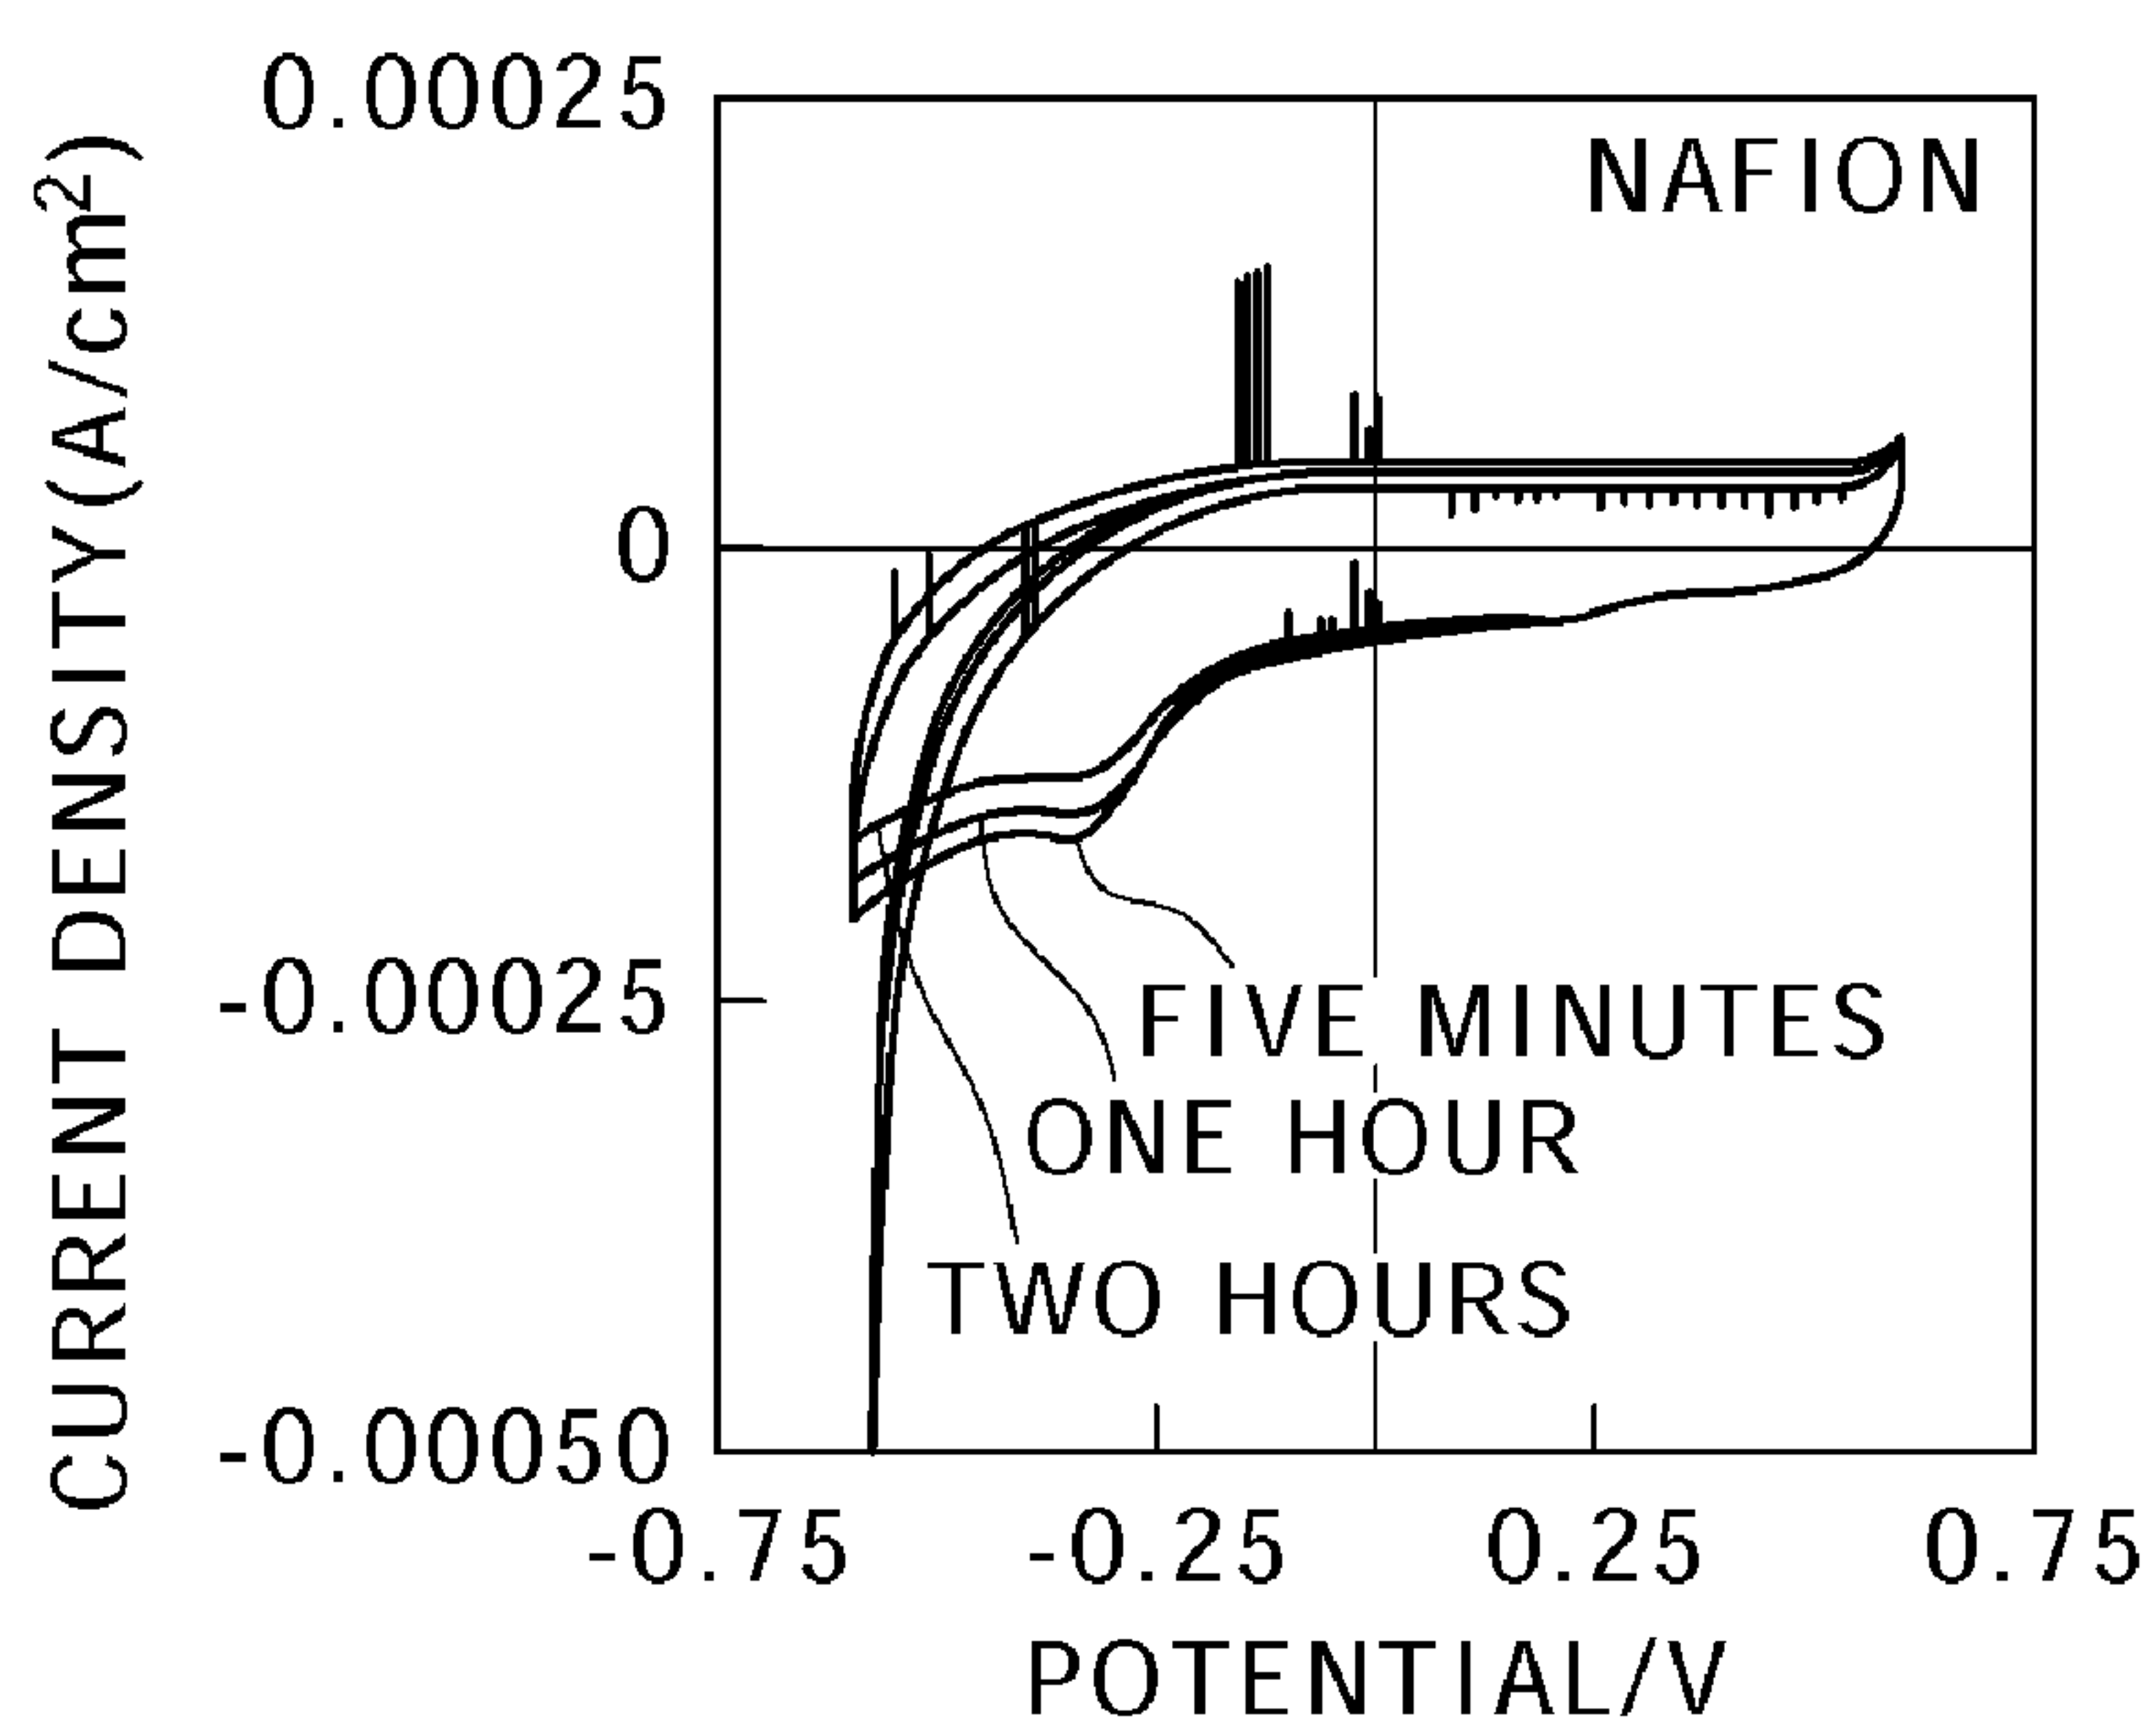 CURRENT DENSITY(A/cm²)
0.00025
0
-0.00025
-0.00050
NAFION
FIVE MINUTES
ONE HOUR
TWO HOURS
-0.75 -0.25 0.25 0.75
POTENTIAL/V